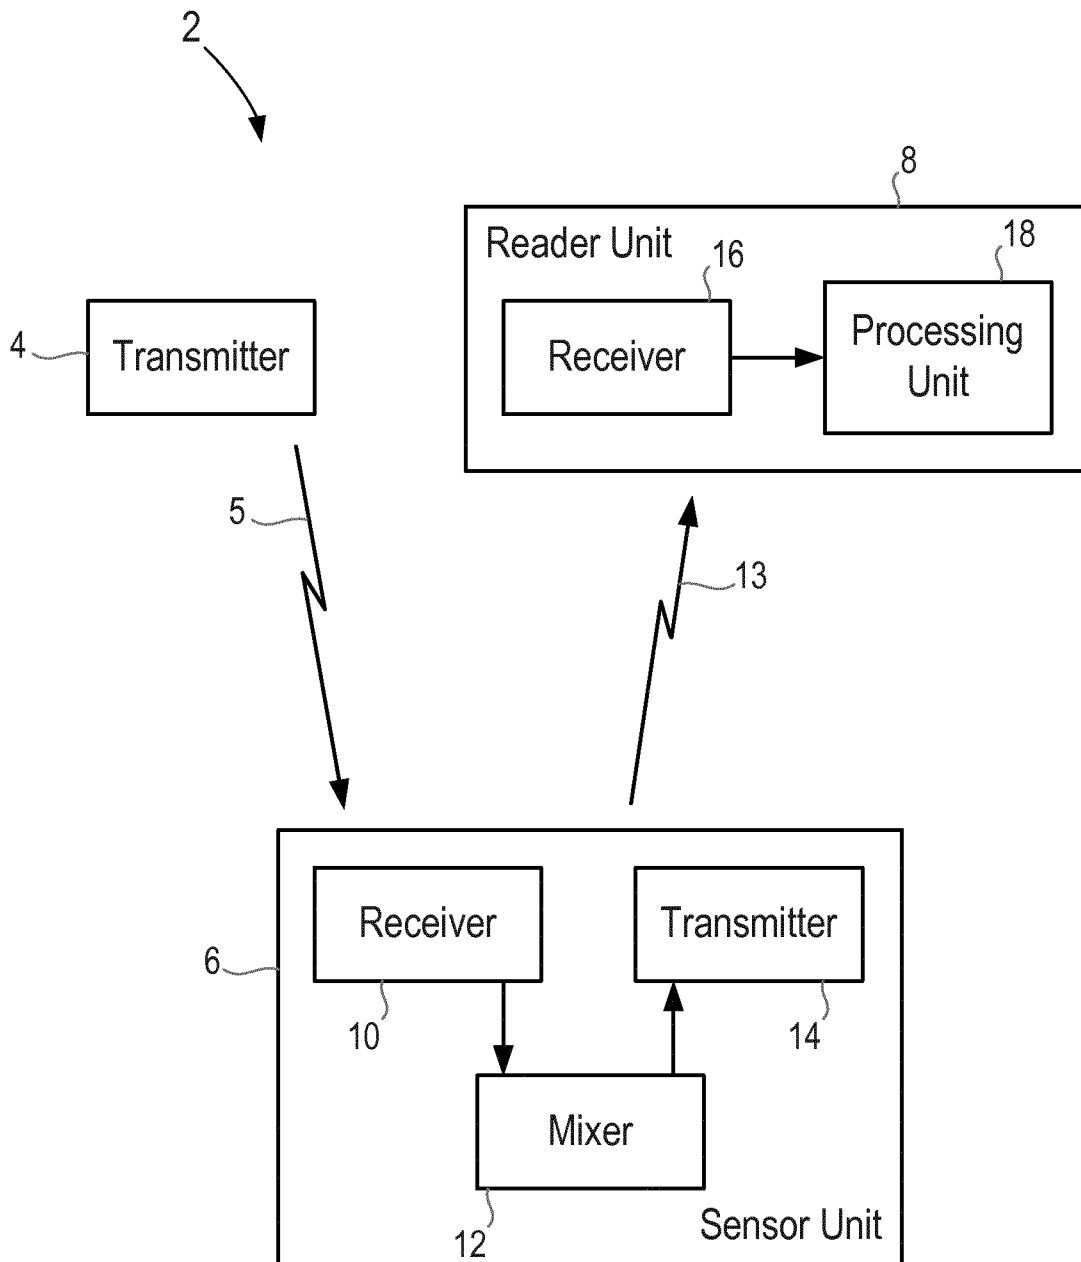 2
8
Reader Unit
16
18
4
Transmitter
Receiver
Processing
Unit
5
13
Receiver
Transmitter
6
10
14
Mixer
12
Sensor Unit